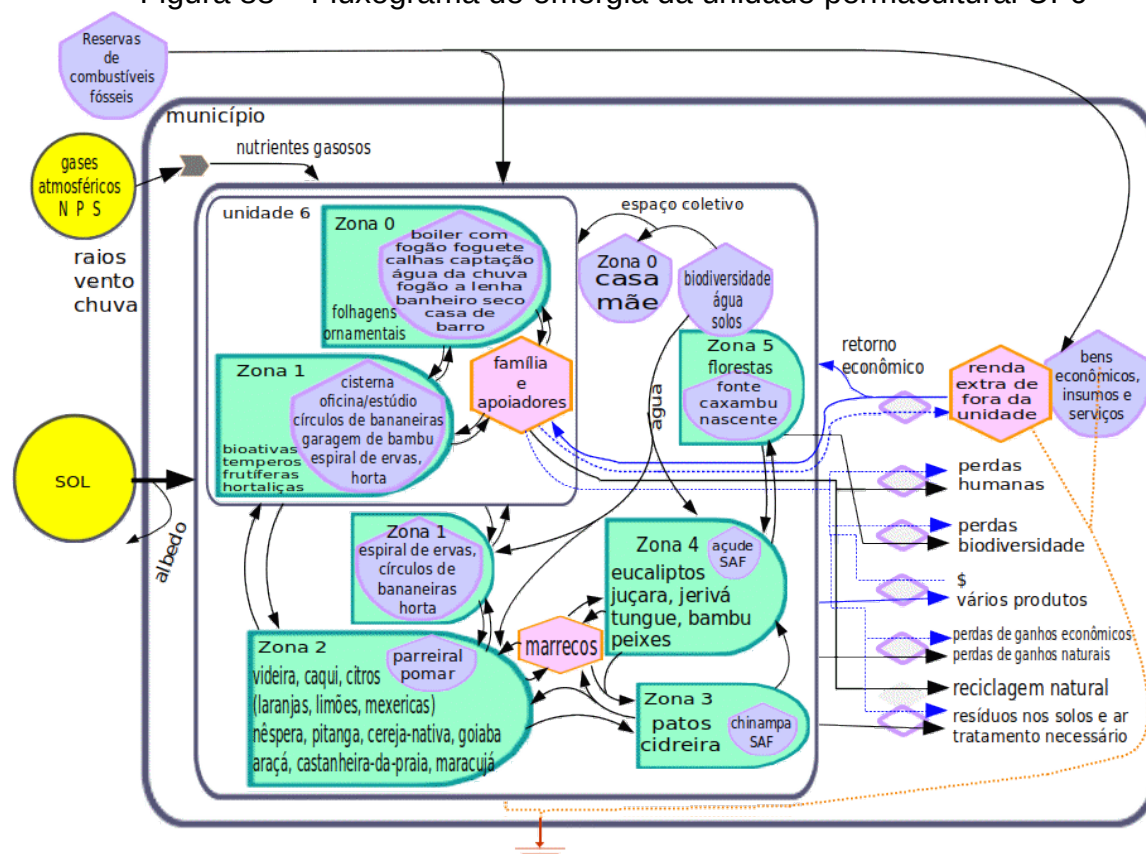 Reservas
de
combustíveis
fósseis
município
gases
atmosféricos
N P S
nutrientes gasosos
raios
vento
chuva
SOL
albedo
unidade 6
Zona 0
boiler com
fogão foguete
calhas captação
água da chuva
fogão a lenha
banheiro seco
casa de
barro
folhagens
ornamentais
Zona 1
cisterna
oficina/estúdio
círculos de bananeiras
garagem de bambu
espiral de ervas,
horta
bioativas
temperos
frutíferas
hortaliças
família
e
apoiadores
espaço coletivo
Zona 0
casa
mãe
biodiversidade
água
solos
água
Zona 5
florestas
fonte
caxambu
nascente
retorno
econômico
renda
extra de
fora da
unidade
bens
econômicos,
insumos e
serviços
Zona 1
espiral de ervas,
círculos de
bananeiras
horta
Zona 4
açude
SAF
eucaliptos
juçara, jerivá
tungue, bambu
peixes
Zona 2
parreiral
pomar
videira, caqui, citros
(laranjas, limões, mexericas)
nêspera, pitanga, cereja-nativa, goiaba
araçá, castanheira-da-praia, maracujá
marrecos
Zona 3
patos
cidreira
chinampa
SAF
perdas
humanas
perdas
biodiversidade
$
vários produtos
perdas de ganhos econômicos
perdas de ganhos naturais
reciclagem natural
resíduos nos solos e ar
tratamento necessário